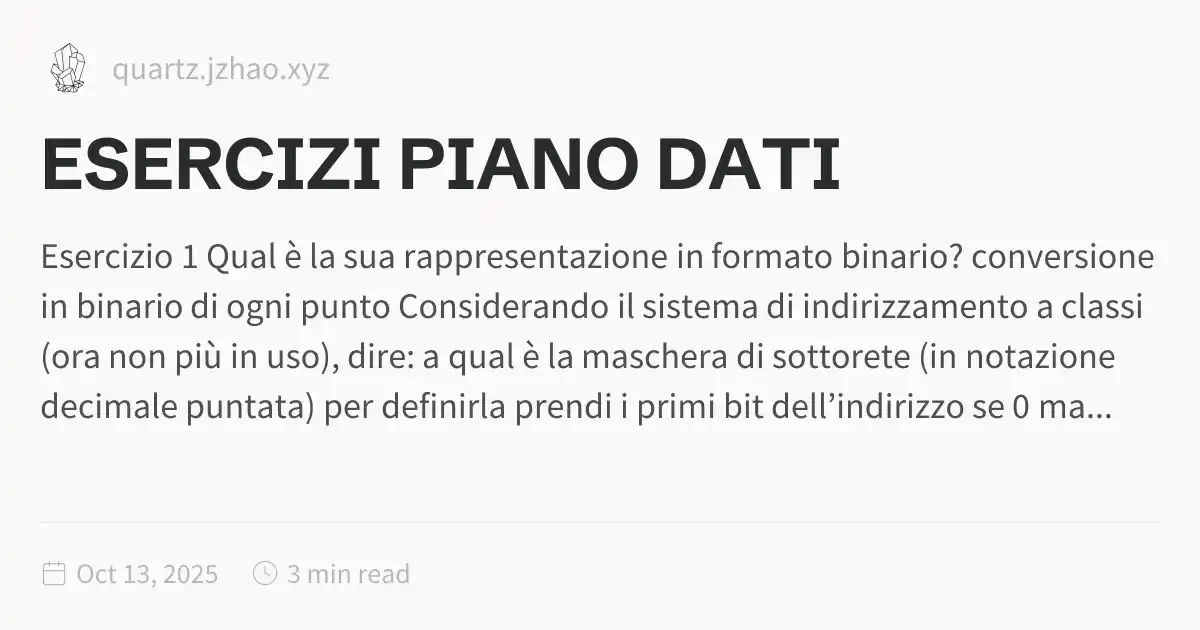 quartz.jzhao.xyz
ESERCIZI PIANO DATI
Esercizio 1 Qual è la sua rappresentazione in formato binario? conversione
in binario di ogni punto Considerando il sistema di indirizzamento a classi
(ora non più in uso), dire: a qual è la maschera di sottorete (in notazione
decimale puntata) per definirla prendi i primi bit dell’indirizzo se 0 ma...
Oct 13, 2025 3 min read